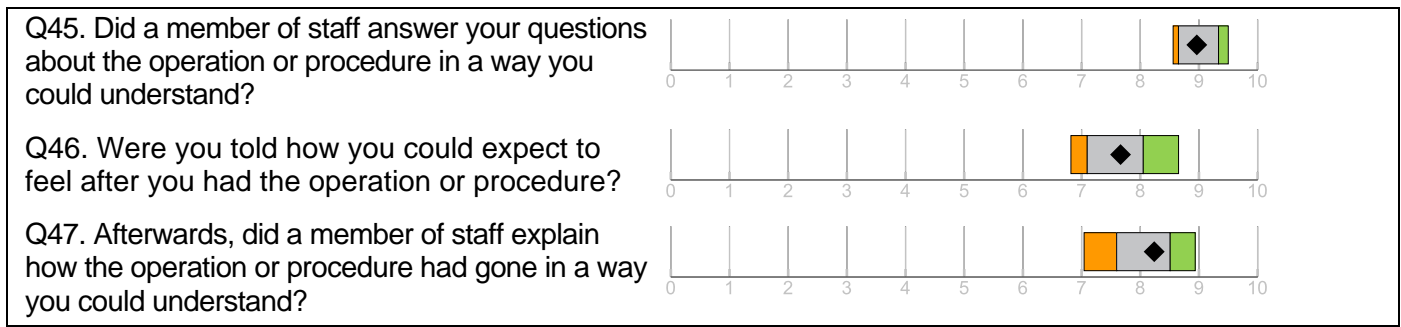 Q45. Did a member of staff answer your questions
about the operation or procedure in a way you
could understand?
0 1 2 3 4 5 6 7 8 9 10
Q46. Were you told how you could expect to
feel after you had the operation or procedure?
0 1 2 3 4 5 6 7 8 9 10
Q47. Afterwards, did a member of staff explain
how the operation or procedure had gone in a way
you could understand?
0 1 2 3 4 5 6 7 8 9 10